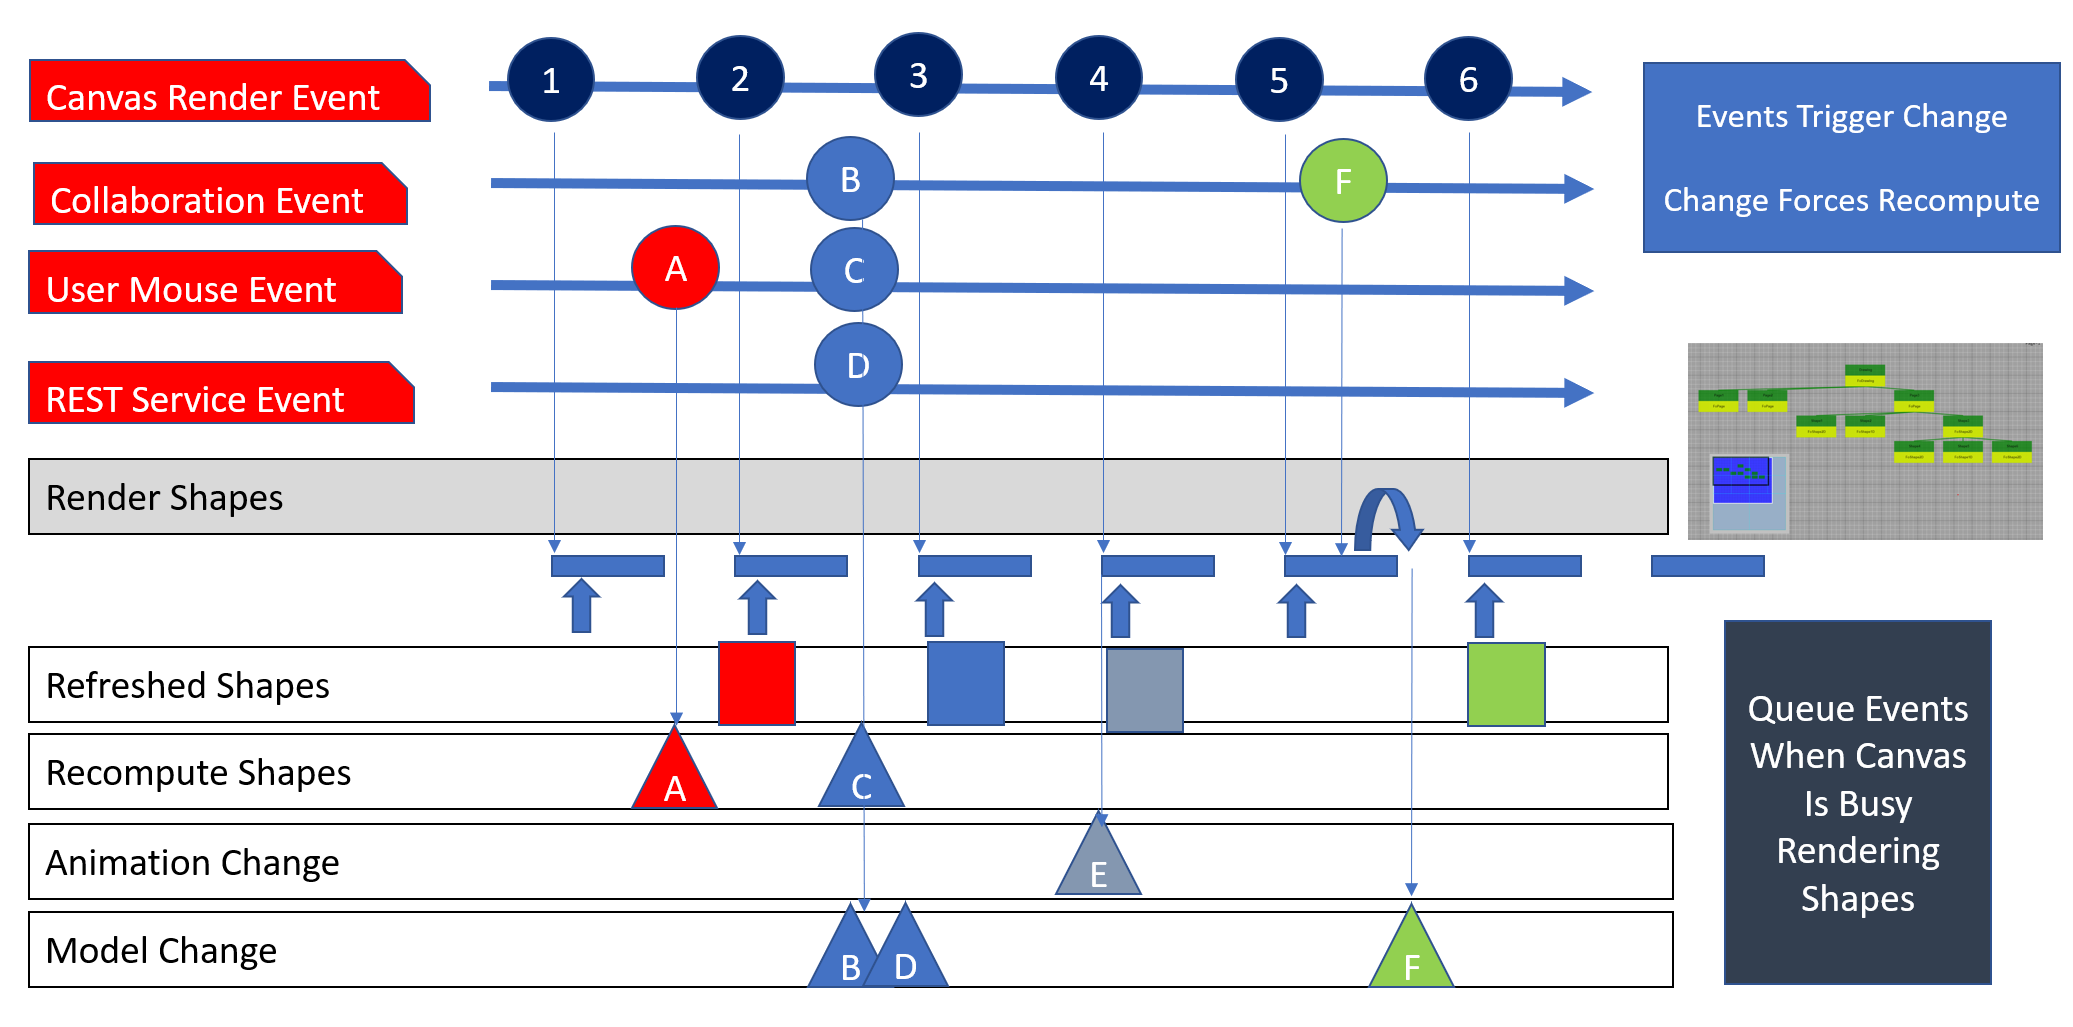 Canvas Render Event
1
2
3
4
5
6
Events Trigger Change
Change Forces Recompute
Collaboration Event
B
F
User Mouse Event
A
C
REST Service Event
D
Render Shapes
Refreshed Shapes
Recompute Shapes
A
C
Animation Change
E
Model Change
B
D
F
Queue Events
When Canvas
Is Busy
Rendering
Shapes